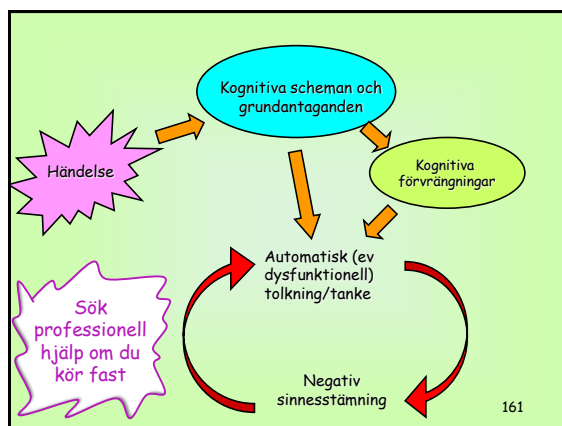 Kognitiva scheman och
grundantaganden
Händelse
Kognitiva
förvrängningar
Automatisk (ev
dysfunktionell)
tolkning/tanke
Sök
professionell
hjälp om du
kör fast
Negativ
sinnesstämning
161